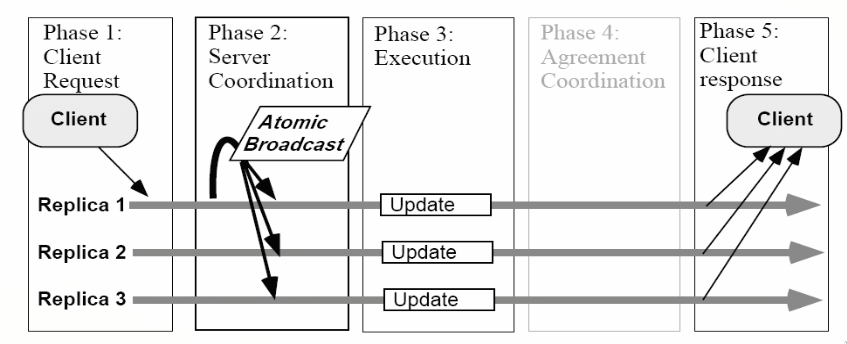 Phase 1:
Client
Request
Phase 2:
Server
Coordination
Phase 3:
Execution
Phase 4:
Agreement
Coordination
Phase 5:
Client
response
Client
Atomic
Broadcast
Client
Replica 1
Update
Replica 2
Update
Replica 3
Update